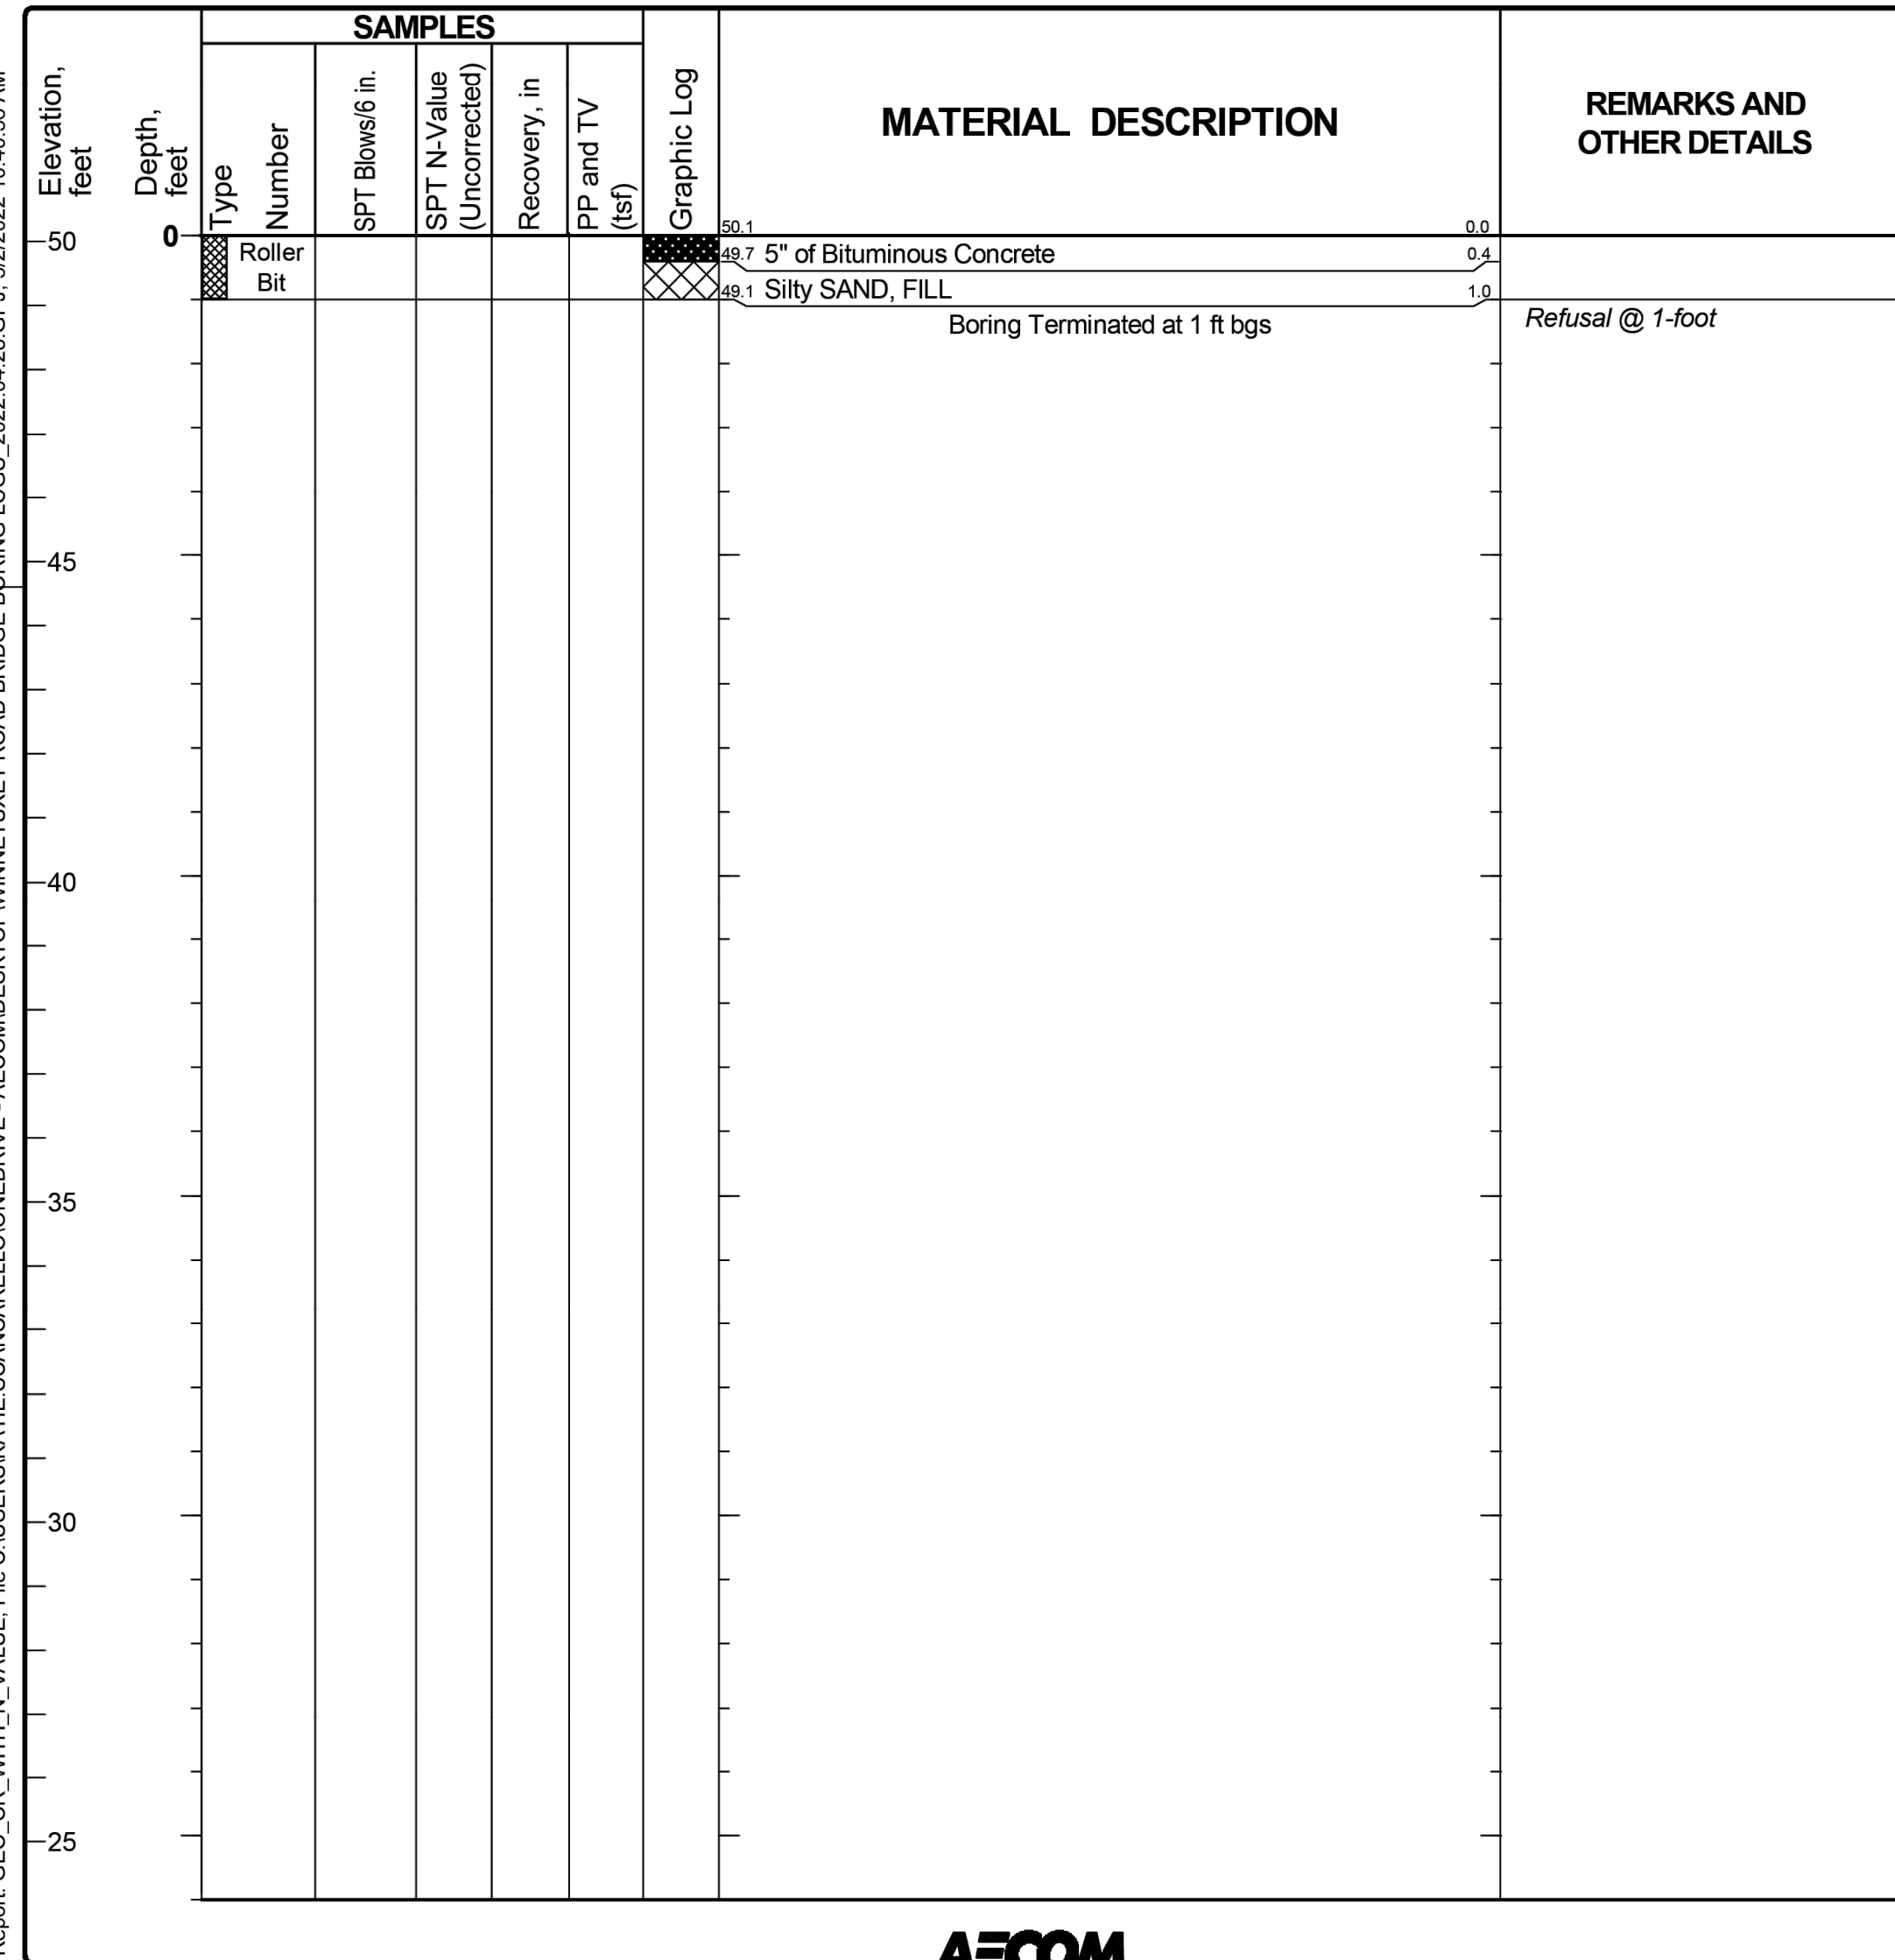 SAMPLES
Elevation,
feet
Depth,
feet
Type
Number
SPT Blows/6 in.
SPT N-Value
(Uncorrected)
Recovery, in
PP and TV
(tsf)
Graphic Log
MATERIAL DESCRIPTION
REMARKS AND
OTHER DETAILS
50
0
50.1
0.0
Roller
Bit
49.7 5" of Bituminous Concrete 0.4
49.1 Silty SAND, FILL 1.0
Boring Terminated at 1 ft bgs
Refusal @ 1-foot
45
40
35
30
25
AECOM